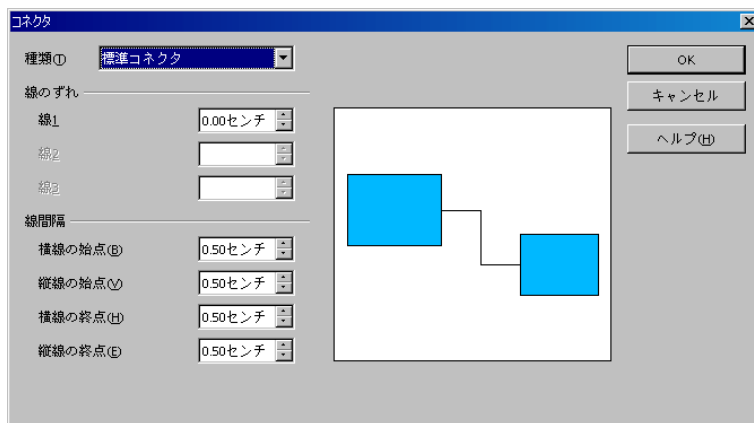 コネクタ
種類(T) 標準コネクタ
線のずれ
線1 0.00センチ
線2
線3
線間隔
横線の始点(B) 0.50センチ
縦線の始点(V) 0.50センチ
横線の終点(H) 0.50センチ
縦線の終点(E) 0.50センチ
OK
キャンセル
ヘルプ(H)